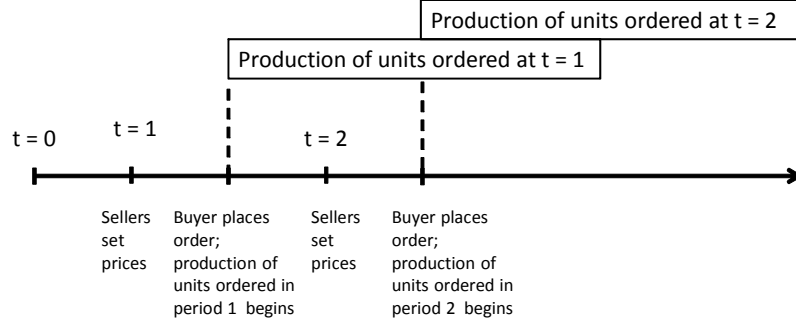 Production of units ordered at t = 2
Production of units ordered at t = 1
t = 0
t = 1
t = 2
Sellers
set
prices
Buyer places
order;
production of
units ordered in
period 1 begins
Sellers
set
prices
Buyer places
order;
production of
units ordered in
period 2 begins